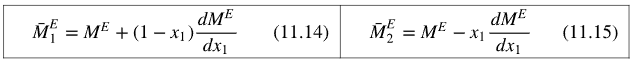 M̄₁ᴱ = Mᴱ + (1 − x₁) dMᴱ/dx₁ (11.14)
M̄₂ᴱ = Mᴱ − x₁ dMᴱ/dx₁ (11.15)